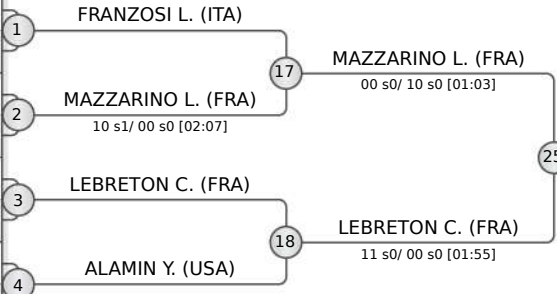 FRANZOSI L. (ITA)
1
17
MAZZARINO L. (FRA)
00 s0/ 10 s0 [01:03]
MAZZARINO L. (FRA)
2
10 s1/ 00 s0 [02:07]
25
LEBRETON C. (FRA)
3
18
LEBRETON C. (FRA)
11 s0/ 00 s0 [01:55]
ALAMIN Y. (USA)
4